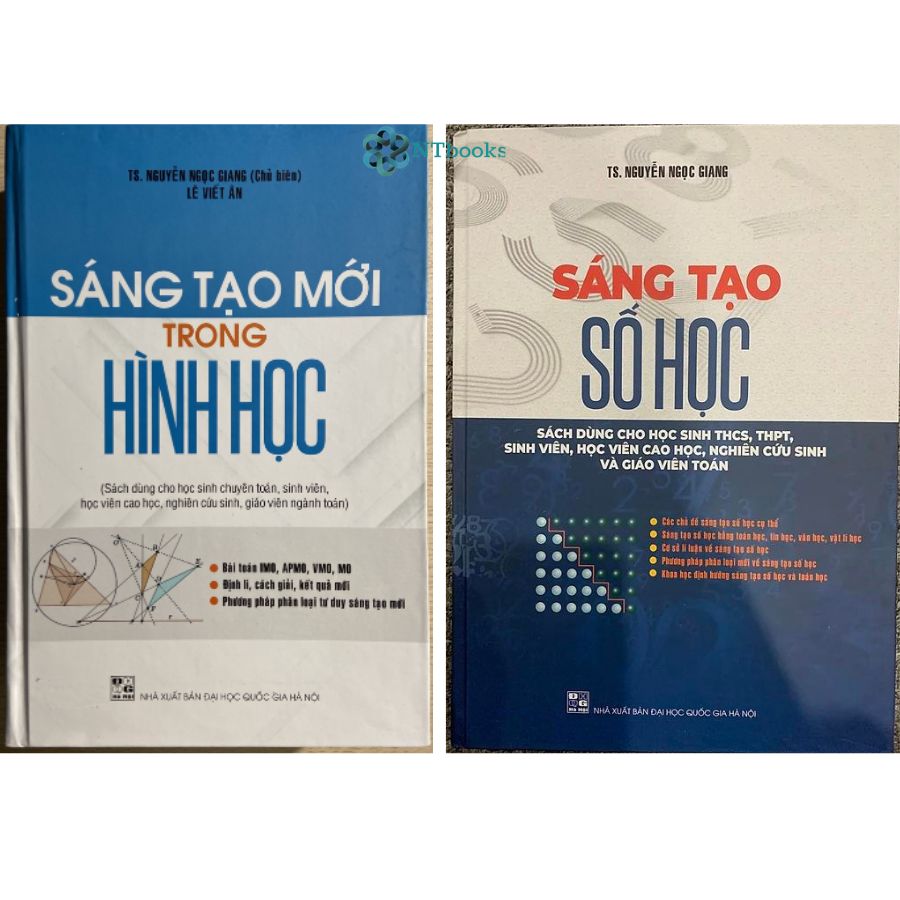 NTbooks
TS. NGUYỄN NGỌC GIANG (Chủ biên)
LÊ VIẾT ÂN
SÁNG TẠO MỚI
TRONG
HÌNH HỌC
(Sách dùng cho học sinh chuyên toán, sinh viên,
học viên cao học, nghiên cứu sinh, giáo viên ngành toán)
Bài toán IMO, APMO, VMO, MO
Định lí, cách giải, kết quả mới
Phương pháp phân loại tư duy sáng tạo mới
NHÀ XUẤT BẢN ĐẠI HỌC QUỐC GIA HÀ NỘI
TS. NGUYỄN NGỌC GIANG
SÁNG TẠO
SỐ HỌC
SÁCH DÙNG CHO HỌC SINH THCS, THPT,
SINH VIÊN, HỌC VIÊN CAO HỌC, NGHIÊN CỨU SINH
VÀ GIÁO VIÊN TOÁN
Các chủ đề sáng tạo số học cụ thể
Sáng tạo số học bằng toán học, tin học, văn học, vật lí học
Cơ sở lí luận về sáng tạo số học
Phương pháp phân loại mới về sáng tạo số học
Khoa học định hướng sáng tạo số học và toán học
NHÀ XUẤT BẢN ĐẠI HỌC QUỐC GIA HÀ NỘI